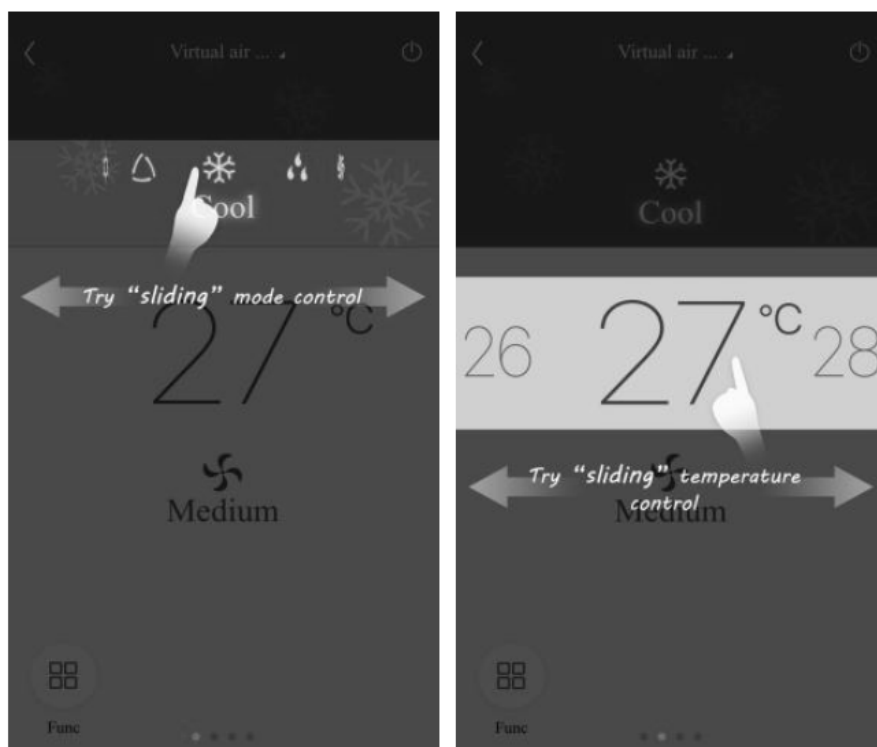 Virtual air ...
Cool
Try “sliding” mode control
27 °C
Medium
Func
Virtual air ...
Cool
26 27 °C 28
Try “sliding” temperature
control
Medium
Func